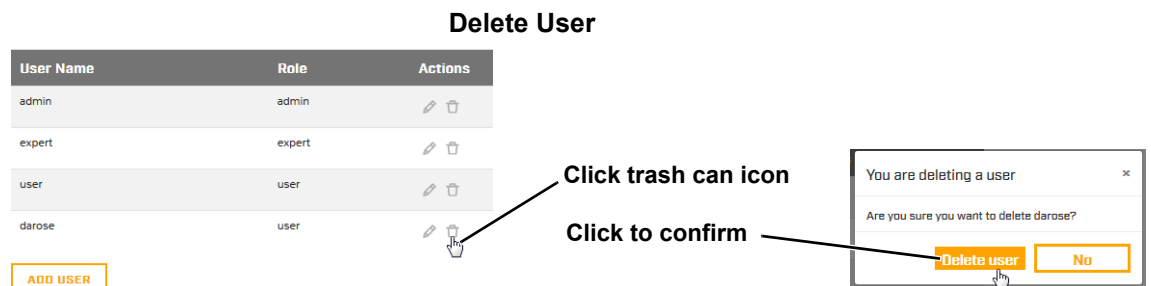 Delete User
User Name Role Actions
admin admin
expert expert
user user
darose user
ADD USER
Click trash can icon
Click to confirm
You are deleting a user ×
Are you sure you want to delete darose?
Delete user No